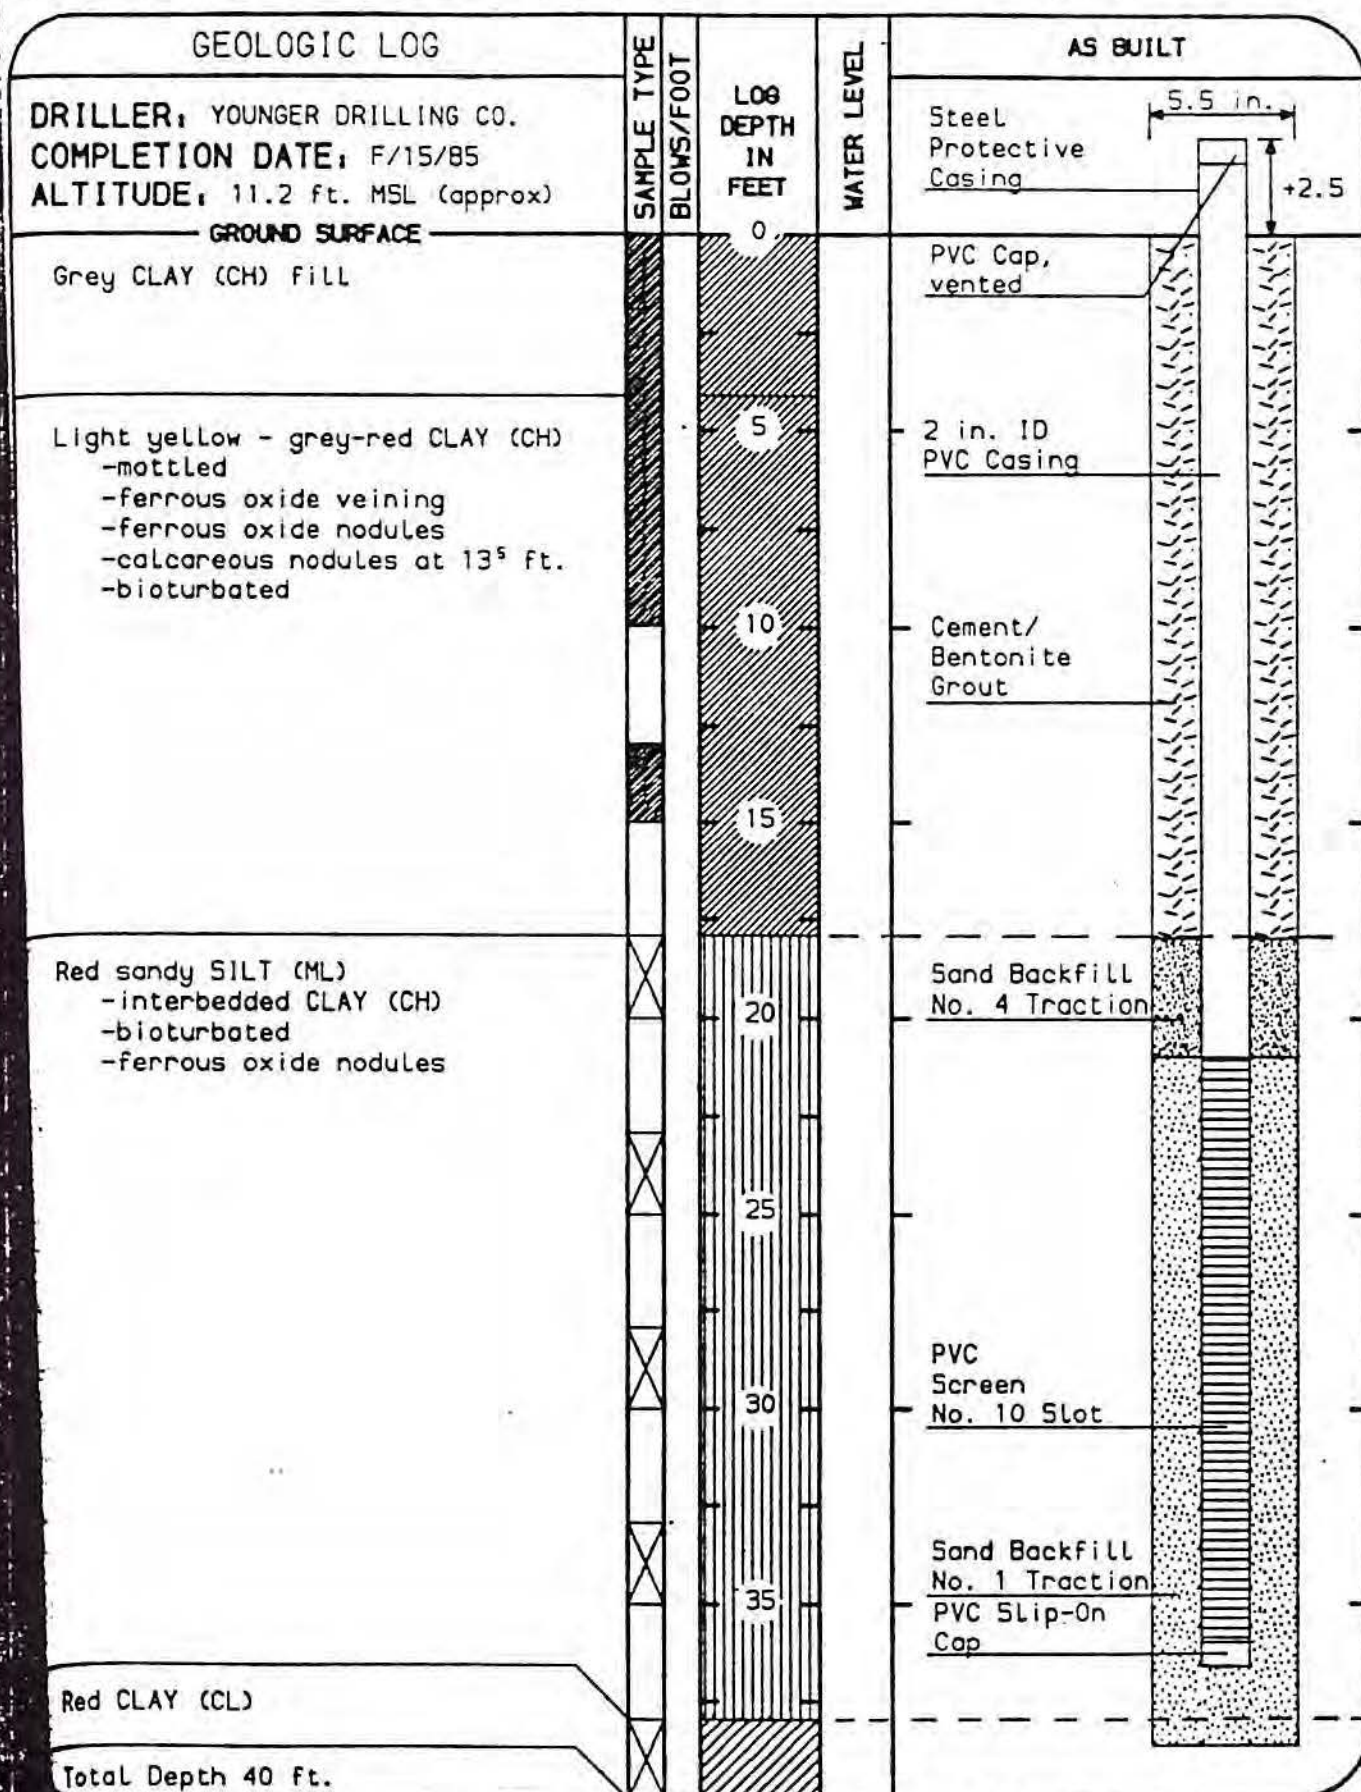 GEOLOGIC LOG
DRILLER: YOUNGER DRILLING CO.
COMPLETION DATE: F/15/85
ALTITUDE: 11.2 ft. MSL (approx)
GROUND SURFACE
Grey CLAY (CH) fill
Light yellow - grey-red CLAY (CH)
-mottled
-ferrous oxide veining
-ferrous oxide nodules
-calcareous nodules at 13⁵ ft.
-bioturbated
Red sandy SILT (ML)
-interbedded CLAY (CH)
-bioturbated
-ferrous oxide nodules
Red CLAY (CL)
Total Depth 40 ft.
SAMPLE TYPE
BLOWS/FOOT
LOG
DEPTH
IN
FEET
0
5
10
15
20
25
30
35
WATER LEVEL
AS BUILT
5.5 in.
+2.5
Steel
Protective
Casing
PVC Cap,
vented
2 in. ID
PVC Casing
Cement/
Bentonite
Grout
Sand Backfill
No. 4 Traction
PVC
Screen
No. 10 Slot
Sand Backfill
No. 1 Traction
PVC Slip-On
Cap